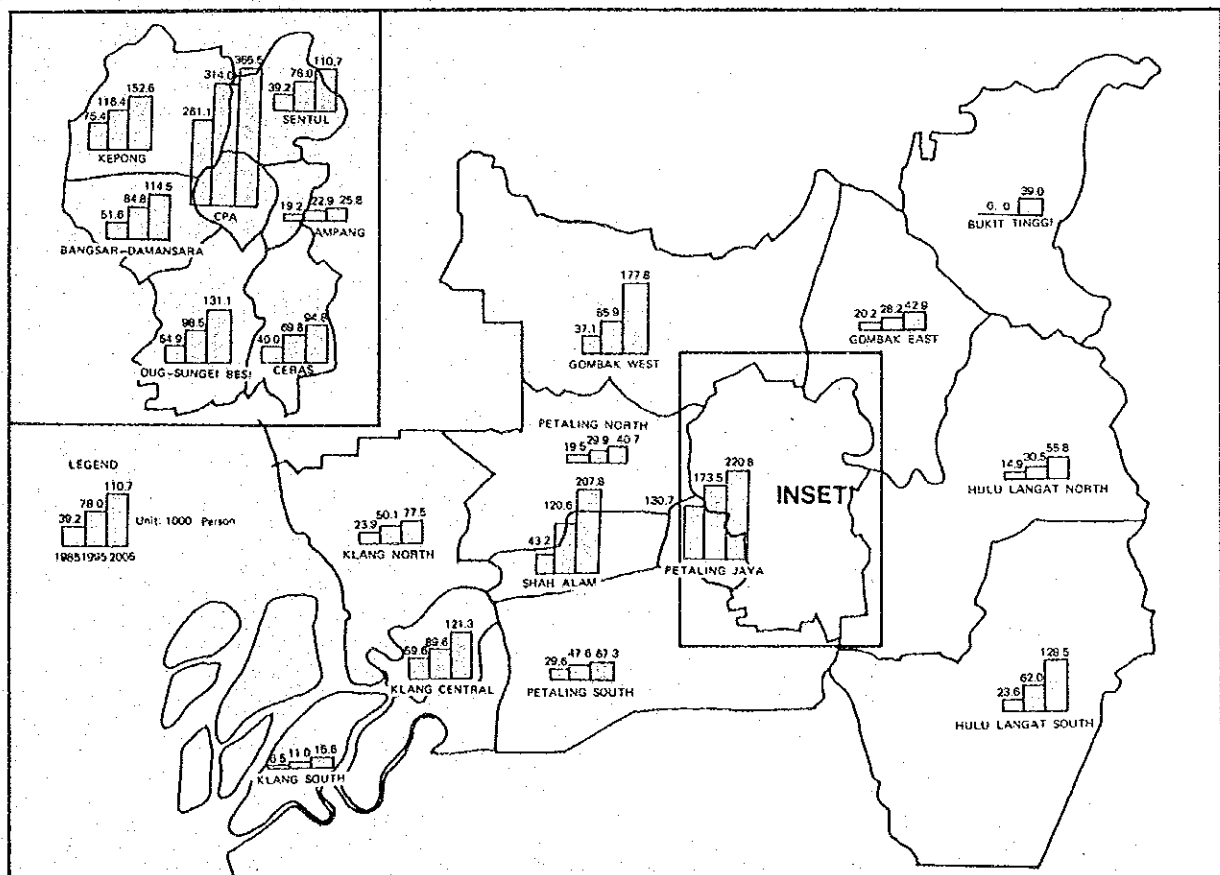 75.4 118.4 152.6
KEPONG
261.1 314.0 366.5
CPA
39.2 78.0 110.7
SENTUL
51.6 84.8 114.5
BANGSAR-DAMANSARA
19.2 22.9 25.8
AMPANG
54.9 98.5 131.1
OUG-SUNGEI BESI
40.0 69.8 94.8
CERAS
0. 0 39.0
BUKIT TINGGI
37.1 65.9 177.8
GOMBAK WEST
20.2 28.2 42.9
GOMBAK EAST
PETALING NORTH
19.5 29.9 40.7
LEGEND
39.2 78.0 110.7
Unit: 1000 Person
1985 1995 2005
23.9 50.1 77.5
KLANG NORTH
43.2 120.6 207.8
SHAH ALAM
130.7 173.5 220.8
PETALING JAYA
INSET
14.9 30.5 55.8
HULU LANGAT NORTH
59.6 89.6 121.3
KLANG CENTRAL
29.6 47.6 67.3
PETALING SOUTH
23.6 62.0 128.5
HULU LANGAT SOUTH
11.0 15.8
KLANG SOUTH